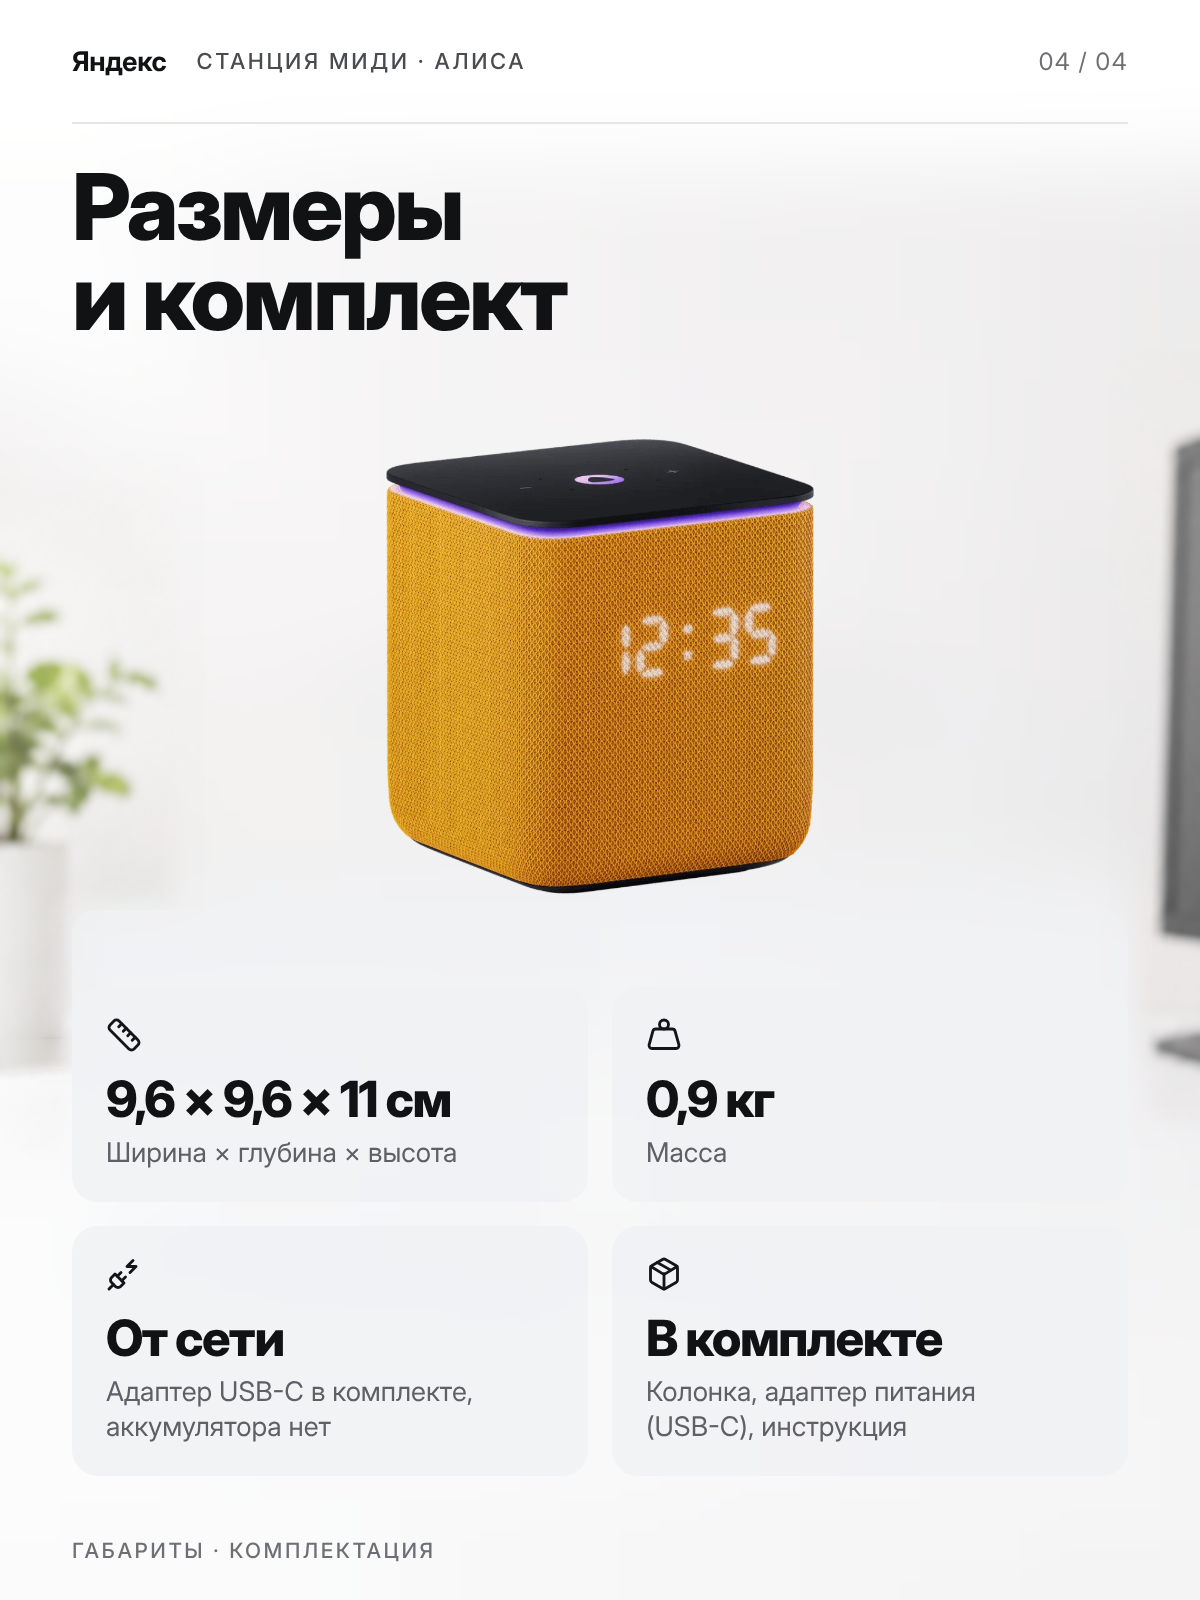 Яндекс СТАНЦИЯ МИДИ · АЛИСА 04 / 04
Размеры
и комплект
12:35
9,6 × 9,6 × 11 см
Ширина × глубина × высота
0,9 кг
Масса
От сети
Адаптер USB-C в комплекте,
аккумулятора нет
В комплекте
Колонка, адаптер питания
(USB-C), инструкция
ГАБАРИТЫ · КОМПЛЕКТАЦИЯ